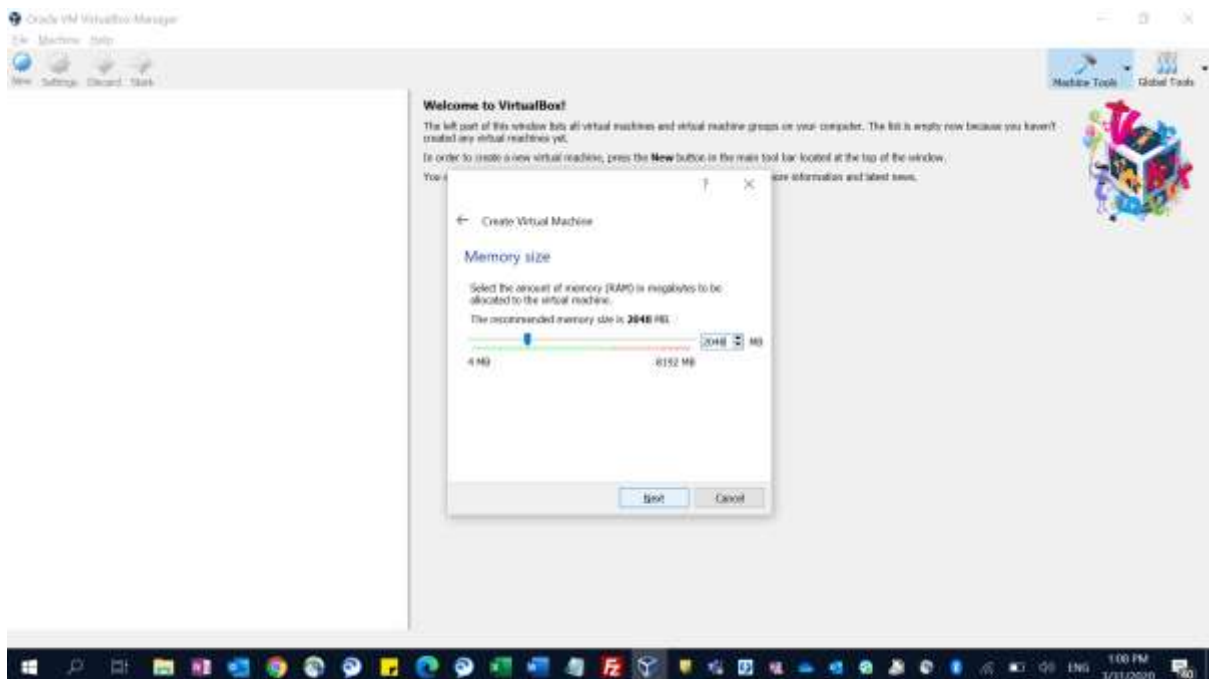 Oracle VM VirtualBox Manager
File Machine Help
New Settings Discard Start
Machine Tools Global Tools
Welcome to VirtualBox!
The left part of this window lists all virtual machines and virtual machine groups on your computer. The list is empty now because you haven't
created any virtual machines yet.
In order to create a new virtual machine, press the New button in the main tool bar located at the top of the window.
You more information and latest news.
?
Create Virtual Machine
Memory size
Select the amount of memory (RAM) in megabytes to be
allocated to the virtual machine.
The recommended memory size is 2048 MB.
2048 MB
4 MB 8192 MB
Next Cancel
ENG 1:08 PM